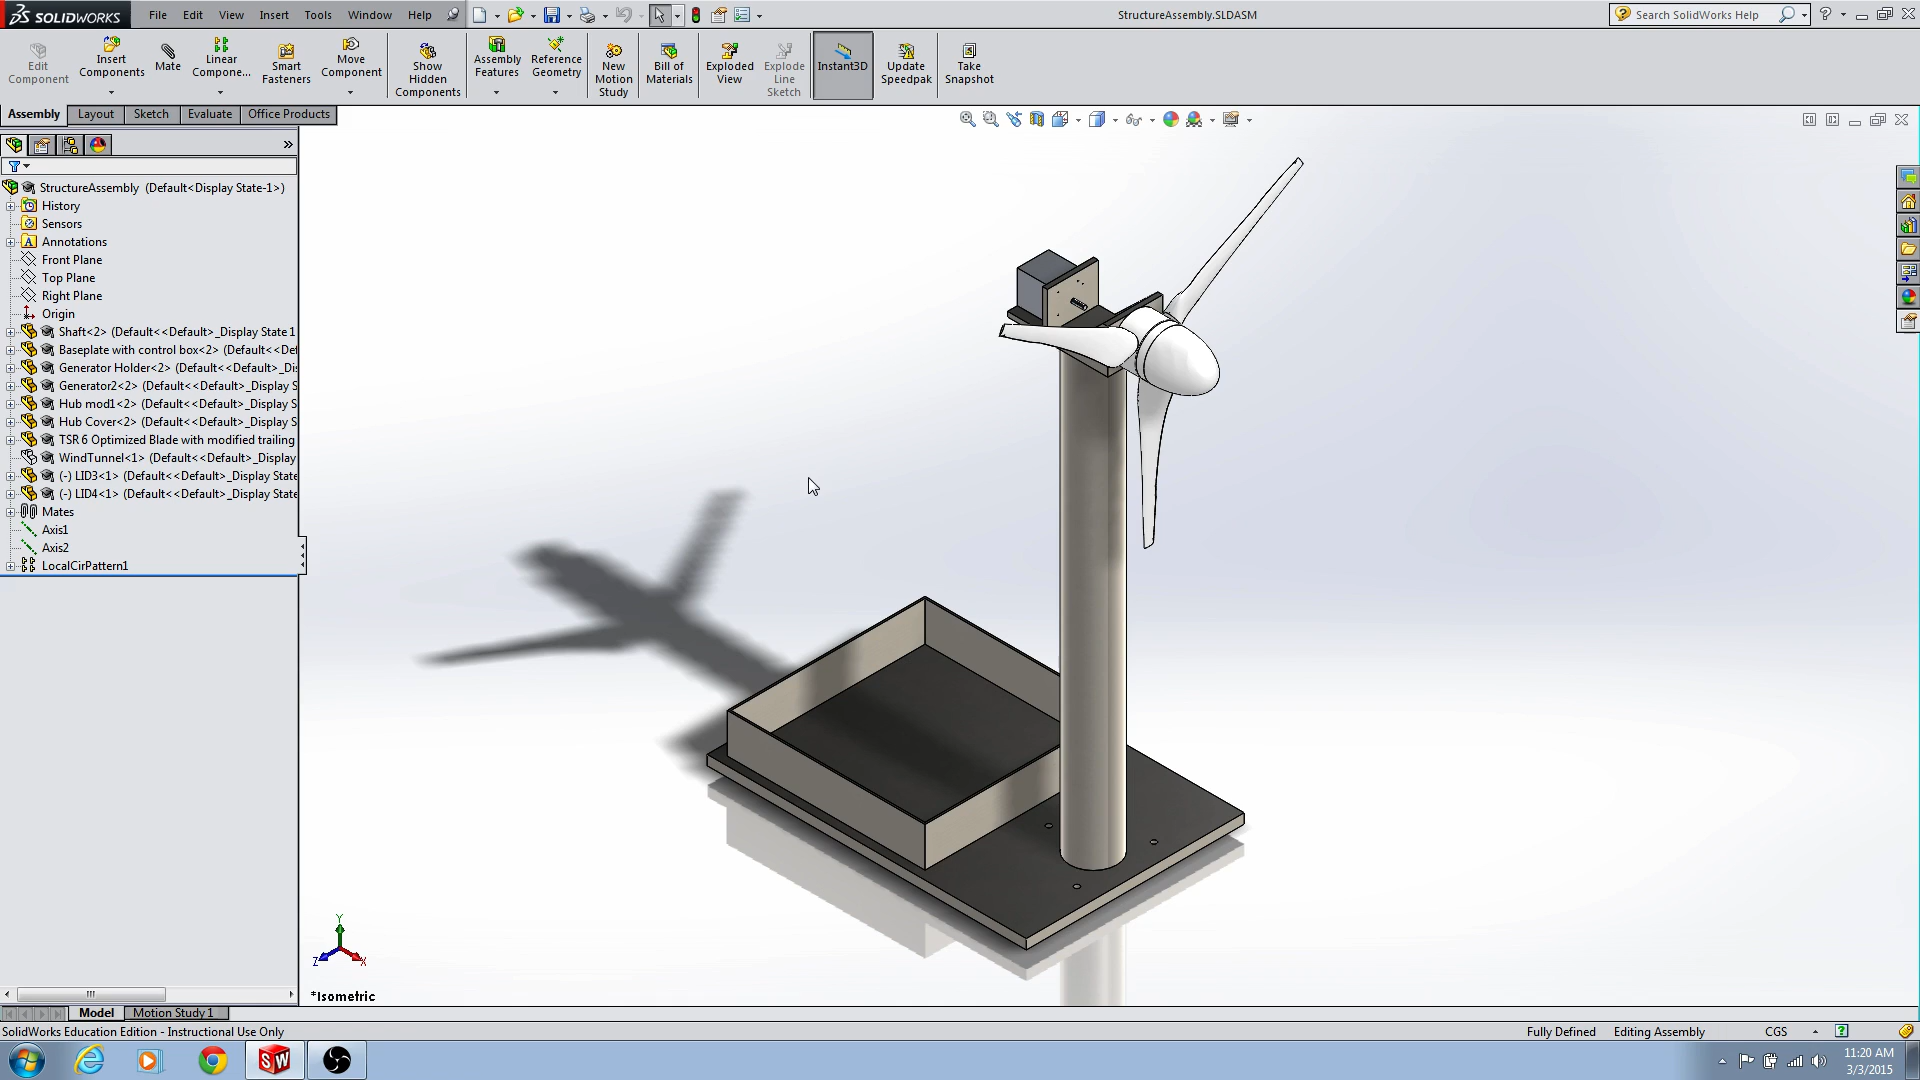 SOLIDWORKS File Edit View Insert Tools Window Help StructureAssembly.SLDASM Search SolidWorks Help
Edit Component
Insert Components
Mate
Linear Compone...
Smart Fasteners
Move Component
Show Hidden Components
Assembly Features
Reference Geometry
New Motion Study
Bill of Materials
Exploded View
Explode Line Sketch
Instant3D
Update Speedpak
Take Snapshot
Assembly Layout Sketch Evaluate Office Products
StructureAssembly (Default<Display State-1>)
History
Sensors
Annotations
Front Plane
Top Plane
Right Plane
Origin
Shaft<2> (Default<<Default>_Display State 1
Baseplate with control box<2> (Default<<Def
Generator Holder<2> (Default<<Default>_Di
Generator2<2> (Default<<Default>_Display S
Hub mod1<2> (Default<<Default>_Display S
Hub Cover<2> (Default<<Default>_Display S
TSR 6 Optimized Blade with modified trailing
WindTunnel<1> (Default<<Default>_Display
(-) LID3<1> (Default<<Default>_Display State
(-) LID4<1> (Default<<Default>_Display State
Mates
Axis1
Axis2
LocalCirPattern1
Y
Z X
*Isometric
Model Motion Study 1
SolidWorks Education Edition - Instructional Use Only Fully Defined Editing Assembly CGS
11:20 AM
3/3/2015